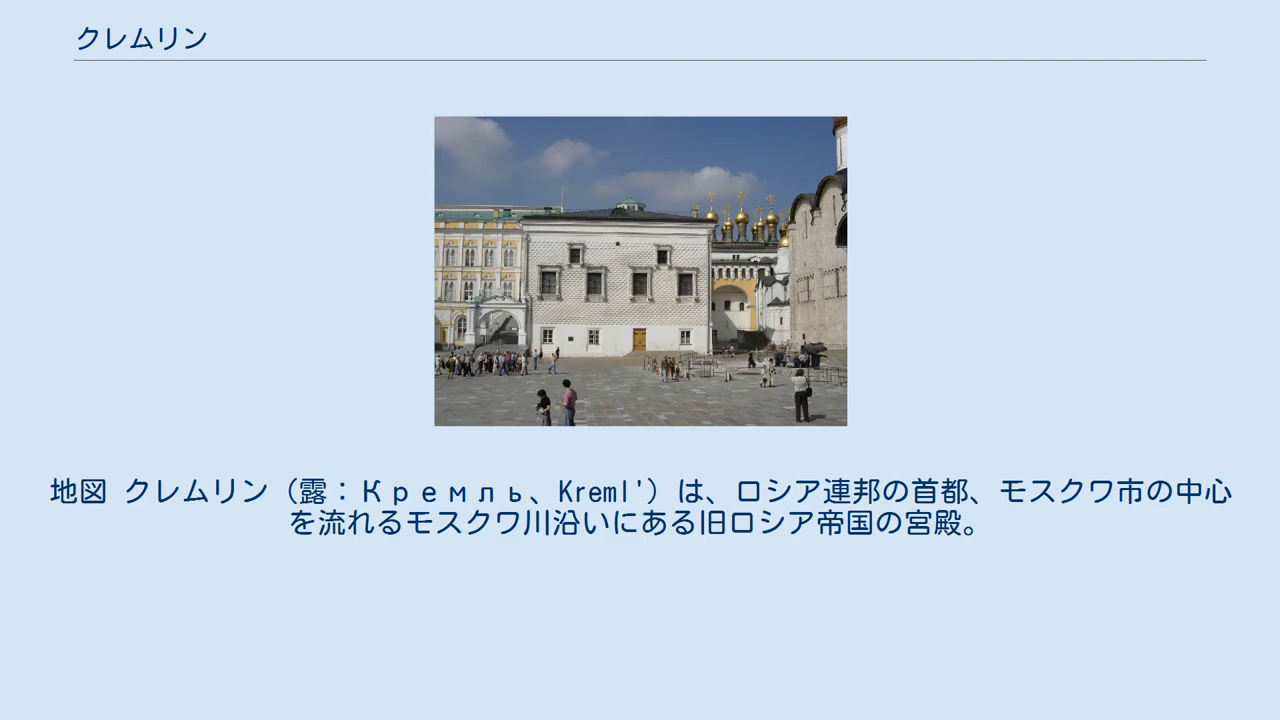 クレムリン
地図 クレムリン（露：Кремль、Kreml'）は、ロシア連邦の首都、モスクワ市の中心
を流れるモスクワ川沿いにある旧ロシア帝国の宮殿。